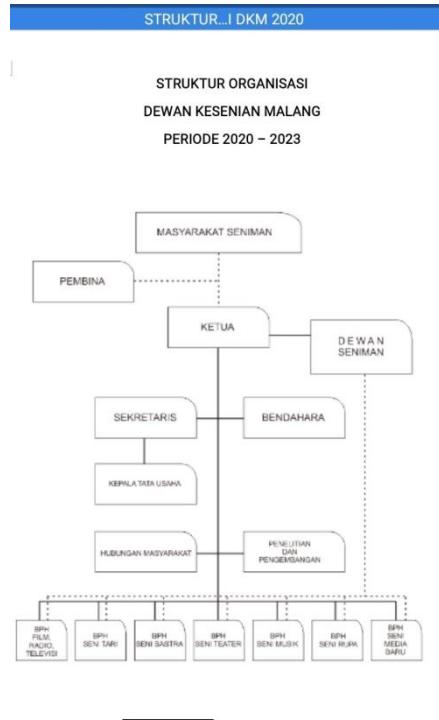 STRUKTUR...I DKM 2020
STRUKTUR ORGANISASI
DEWAN KESENIAN MALANG
PERIODE 2020 – 2023
MASYARAKAT SENIMAN
PEMBINA
KETUA
D E W A N
SENIMAN
SEKRETARIS
BENDAHARA
KEPALA TATA USAHA
HUBUNGAN MASYARAKAT
PENELITIAN
DAN
PENGEMBANGAN
BPH
FILM,
RADIO,
TELEVISI
BPH
SENI TARI
BPH
SENI SASTRA
BPH
SENI TEATER
BPH
SENI MUSIK
BPH
SENI RUPA
BPH
SENI
MEDIA
BARU